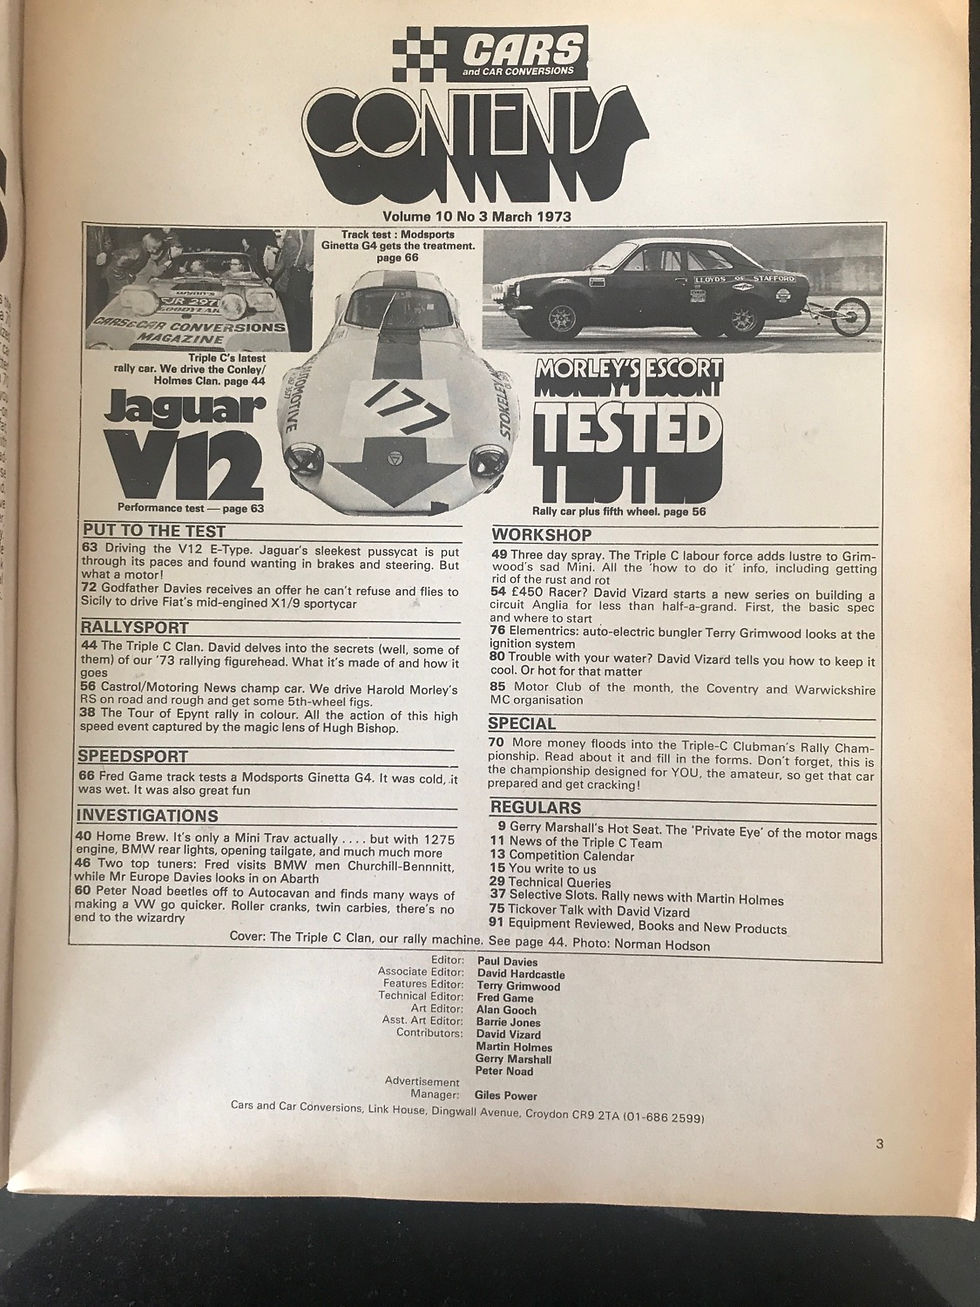 CARS
and CAR CONVERSIONS
CONTENTS
Volume 10 No 3 March 1973
Track test : Modsports
Ginetta G4 gets the treatment.
page 66
WYNN'S
JR 297
GOODYEAR
CARS & CAR CONVERSIONS
MAGAZINE
LLOYDS OF STAFFORD
Triple C's latest
rally car. We drive the Conley/
Holmes Clan. page 44
Jaguar
V12
Performance test — page 63
AUTOMOTIVE
177
STOKELEY
MORLEY'S ESCORT
TESTED
Rally car plus fifth wheel. page 56
PUT TO THE TEST
63 Driving the V12 E-Type. Jaguar's sleekest pussycat is put
through its paces and found wanting in brakes and steering. But
what a motor!
72 Godfather Davies receives an offer he can't refuse and flies to
Sicily to drive Fiat's mid-engined X1/9 sportycar
RALLYSPORT
44 The Triple C Clan. David delves into the secrets (well, some of
them) of our '73 rallying figurehead. What it's made of and how it
goes
56 Castrol/Motoring News champ car. We drive Harold Morley's
RS on road and rough and get some 5th-wheel figs.
38 The Tour of Epynt rally in colour. All the action of this high
speed event captured by the magic lens of Hugh Bishop.
SPEEDSPORT
66 Fred Game track tests a Modsports Ginetta G4. It was cold, it
was wet. It was also great fun
INVESTIGATIONS
40 Home Brew. It's only a Mini Trav actually . . . . but with 1275
engine, BMW rear lights, opening tailgate, and much much more
46 Two top tuners: Fred visits BMW men Churchill-Bennnitt,
while Mr Europe Davies looks in on Abarth
60 Peter Noad beetles off to Autocavan and finds many ways of
making a VW go quicker. Roller cranks, twin carbies, there's no
end to the wizardry
WORKSHOP
49 Three day spray. The Triple C labour force adds lustre to Grim-
wood's sad Mini. All the 'how to do it' info, including getting
rid of the rust and rot
54 £450 Racer? David Vizard starts a new series on building a
circuit Anglia for less than half-a-grand. First, the basic spec
and where to start
76 Elementrics: auto-electric bungler Terry Grimwood looks at the
ignition system
80 Trouble with your water? David Vizard tells you how to keep it
cool. Or hot for that matter
85 Motor Club of the month, the Coventry and Warwickshire
MC organisation
SPECIAL
70 More money floods into the Triple-C Clubman's Rally Cham-
pionship. Read about it and fill in the forms. Don't forget, this is
the championship designed for YOU, the amateur, so get that car
prepared and get cracking!
REGULARS
9 Gerry Marshall's Hot Seat. The 'Private Eye' of the motor mags
11 News of the Triple C Team
13 Competition Calendar
15 You write to us
29 Technical Queries
37 Selective Slots. Rally news with Martin Holmes
75 Tickover Talk with David Vizard
91 Equipment Reviewed, Books and New Products
Cover: The Triple C Clan, our rally machine. See page 44. Photo: Norman Hodson
Editor: Paul Davies
Associate Editor: David Hardcastle
Features Editor: Terry Grimwood
Technical Editor: Fred Game
Art Editor: Alan Gooch
Asst. Art Editor: Barrie Jones
Contributors: David Vizard
Martin Holmes
Gerry Marshall
Peter Noad
Advertisement
Manager: Giles Power
Cars and Car Conversions, Link House, Dingwall Avenue, Croydon CR9 2TA (01-686 2599)
3